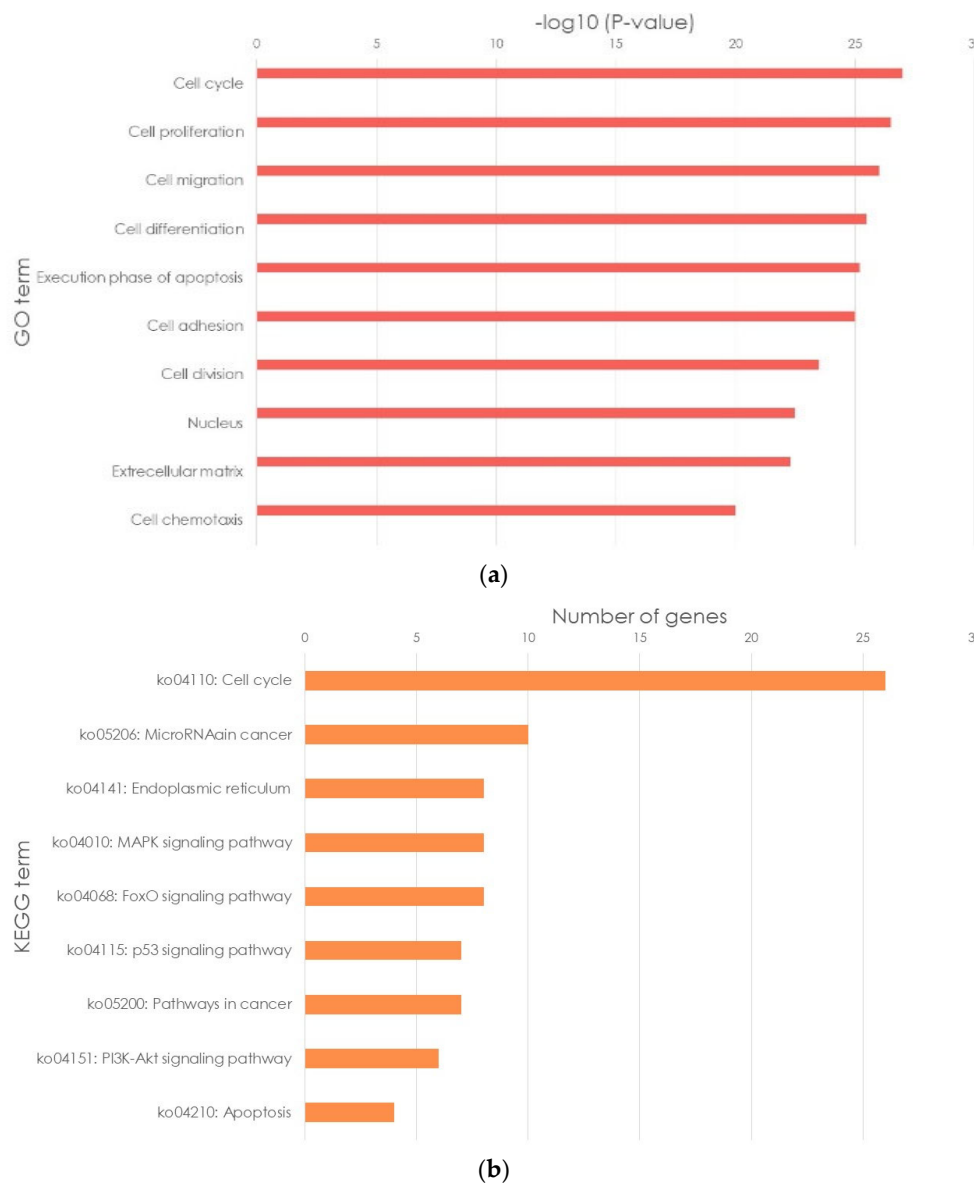 -log10 (P-value)
0 5 10 15 20 25 3
Cell cycle
Cell proliferation
Cell migration
Cell differentiation
Execution phase of apoptosis
Cell adhesion
Cell division
Nucleus
Extrecellular matrix
Cell chemotaxis
GO term
(a)
Number of genes
0 5 10 15 20 25 3
ko04110: Cell cycle
ko05206: MicroRNAain cancer
ko04141: Endoplasmic reticulum
ko04010: MAPK signaling pathway
ko04068: FoxO signaling pathway
ko04115: p53 signaling pathway
ko05200: Pathways in cancer
ko04151: PI3K-Akt signaling pathway
ko04210: Apoptosis
KEGG term
(b)